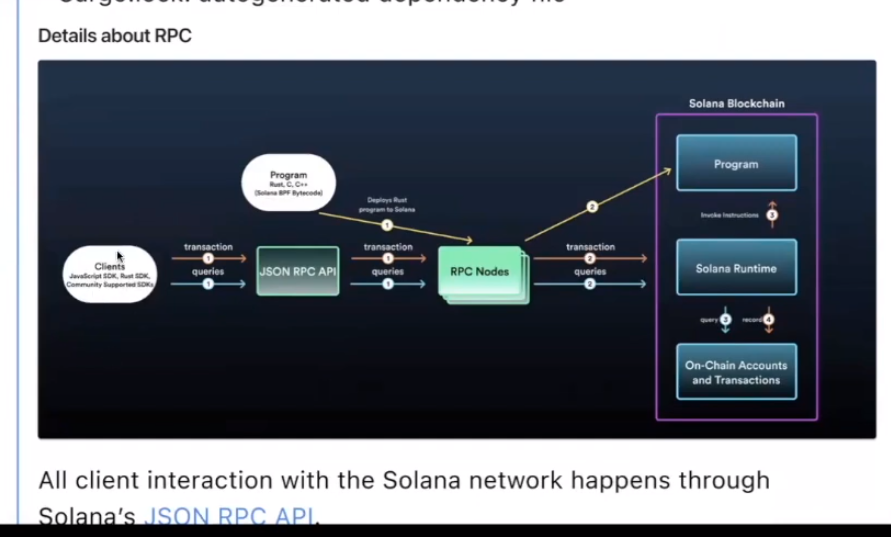 Cargo.lock: autogenerated dependency file
Details about RPC
Solana Blockchain
Program
Rust, C, C++
(Solana BPF Bytecode)
Deploys Rust
program to Solana
1
2
Program
Invoke Instructions 3
Clients
JavaScript SDK, Rust SDK,
Community Supported SDKs
transaction
1
queries
1
JSON RPC API
transaction
1
queries
1
RPC Nodes
transaction
2
queries
2
Solana Runtime
query 3 record 4
On-Chain Accounts
and Transactions
All client interaction with the Solana network happens through
Solana's JSON RPC API.